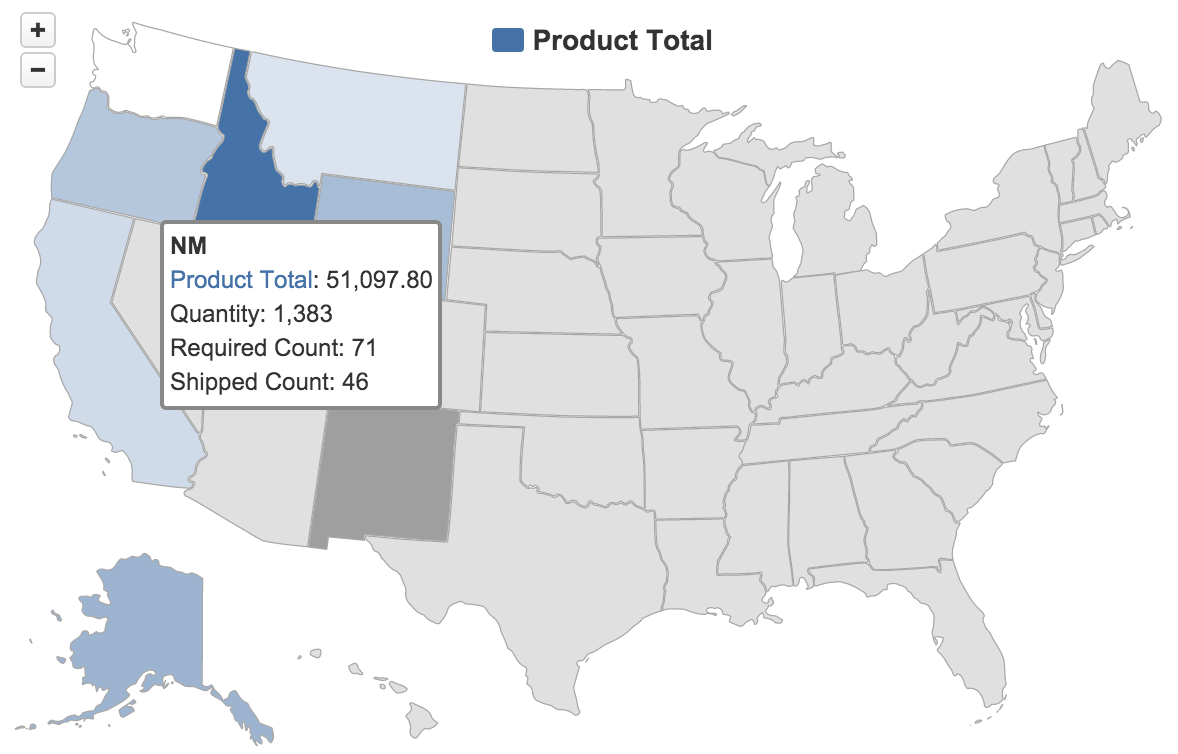 +
−
Product Total
NM
Product Total: 51,097.80
Quantity: 1,383
Required Count: 71
Shipped Count: 46